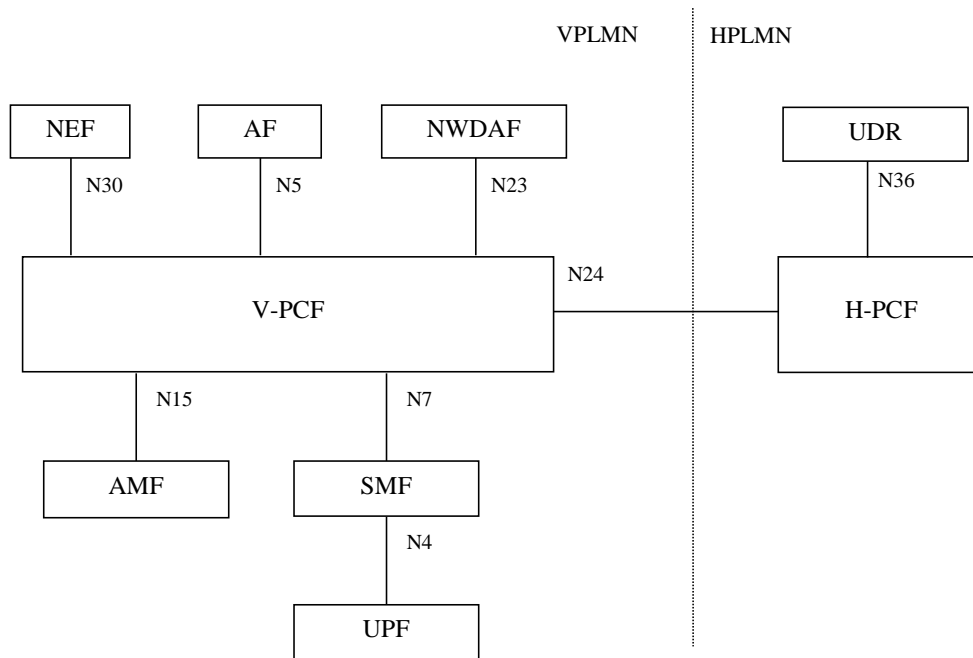 VPLMN HPLMN
NEF AF NWDAF UDR
N30 N5 N23 N36
N24
V-PCF H-PCF
N15 N7
AMF SMF
N4
UPF